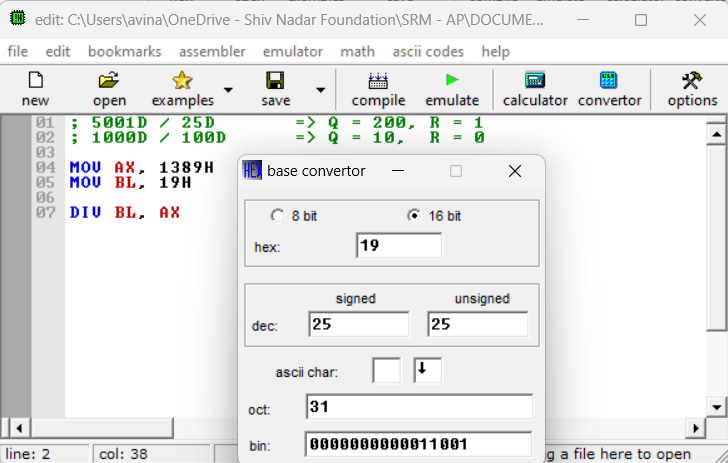 edit: C:\Users\avina\OneDrive - Shiv Nadar Foundation\SRM - AP\DOCUME...
file edit bookmarks assembler emulator math ascii codes help
new open examples save compile emulate calculator convertor options
01 ; 5001D / 25D => Q = 200, R = 1
02 ; 1000D / 100D => Q = 10, R = 0
03
04 MOV AX, 1389H
05 MOV BL, 19H
06
07 DIV BL, AX
HEX base convertor
8 bit 16 bit
hex: 19
signed unsigned
dec: 25 25
ascii char: ↓
oct: 31
bin: 0000000000011001
line: 2 col: 38 g a file here to open